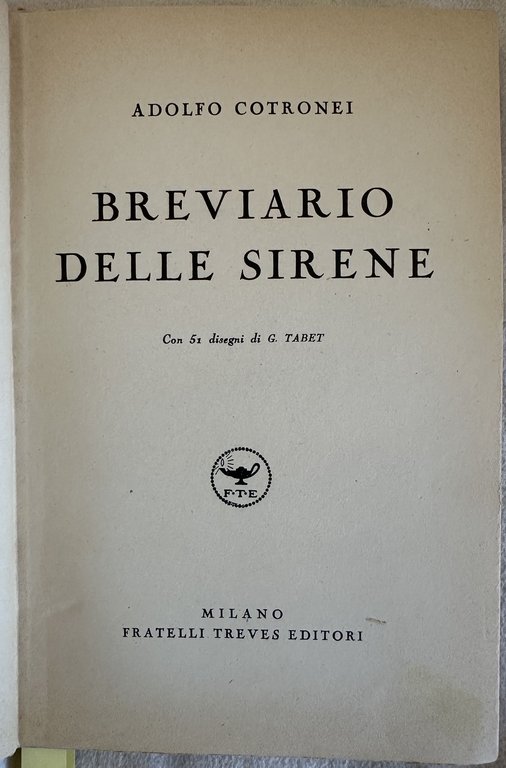 ADOLFO COTRONEI
BREVIARIO
DELLE SIRENE
Con 51 disegni di G. TABET
F·T·E
MILANO
FRATELLI TREVES EDITORI